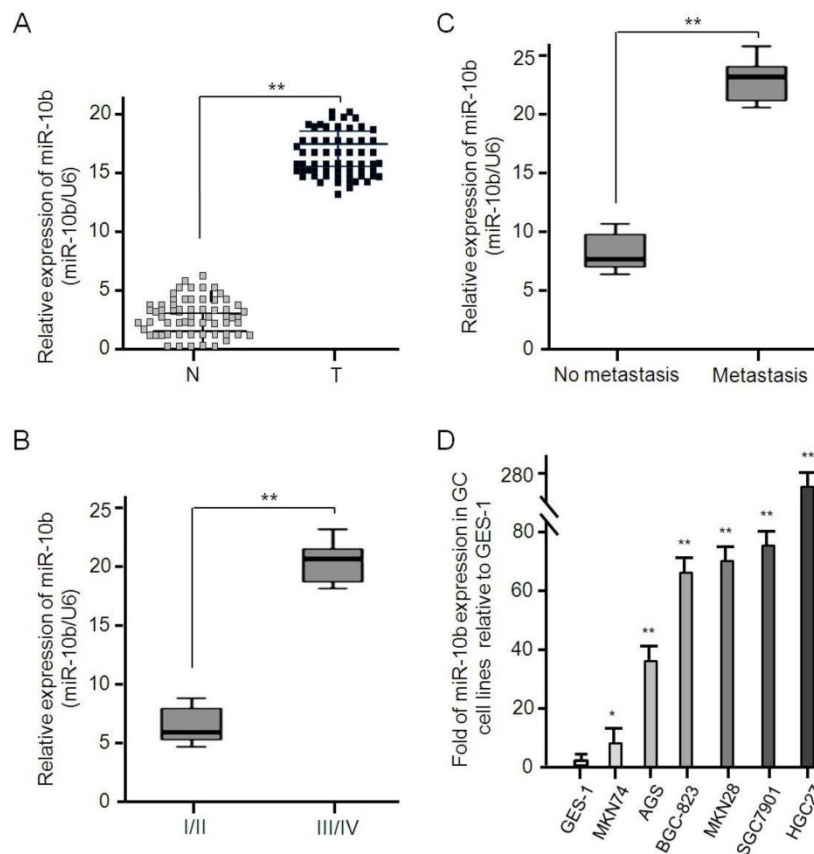 A
Relative expression of miR-10b
(miR-10b/U6)
20
15
10
5
0
**
N
T
B
Relative expression of miR-10b
(miR-10b/U6)
25
20
15
10
5
0
**
I/II
III/IV
C
Relative expression of miR-10b
(miR-10b/U6)
25
20
15
10
5
0
**
No metastasis
Metastasis
D
Fold of miR-10b expression in GC
cell lines relative to GES-1
280
80
60
40
20
0
*
**
**
**
**
**
GES-1
MKN74
AGS
BGC-823
MKN28
SGC7901
HGC27